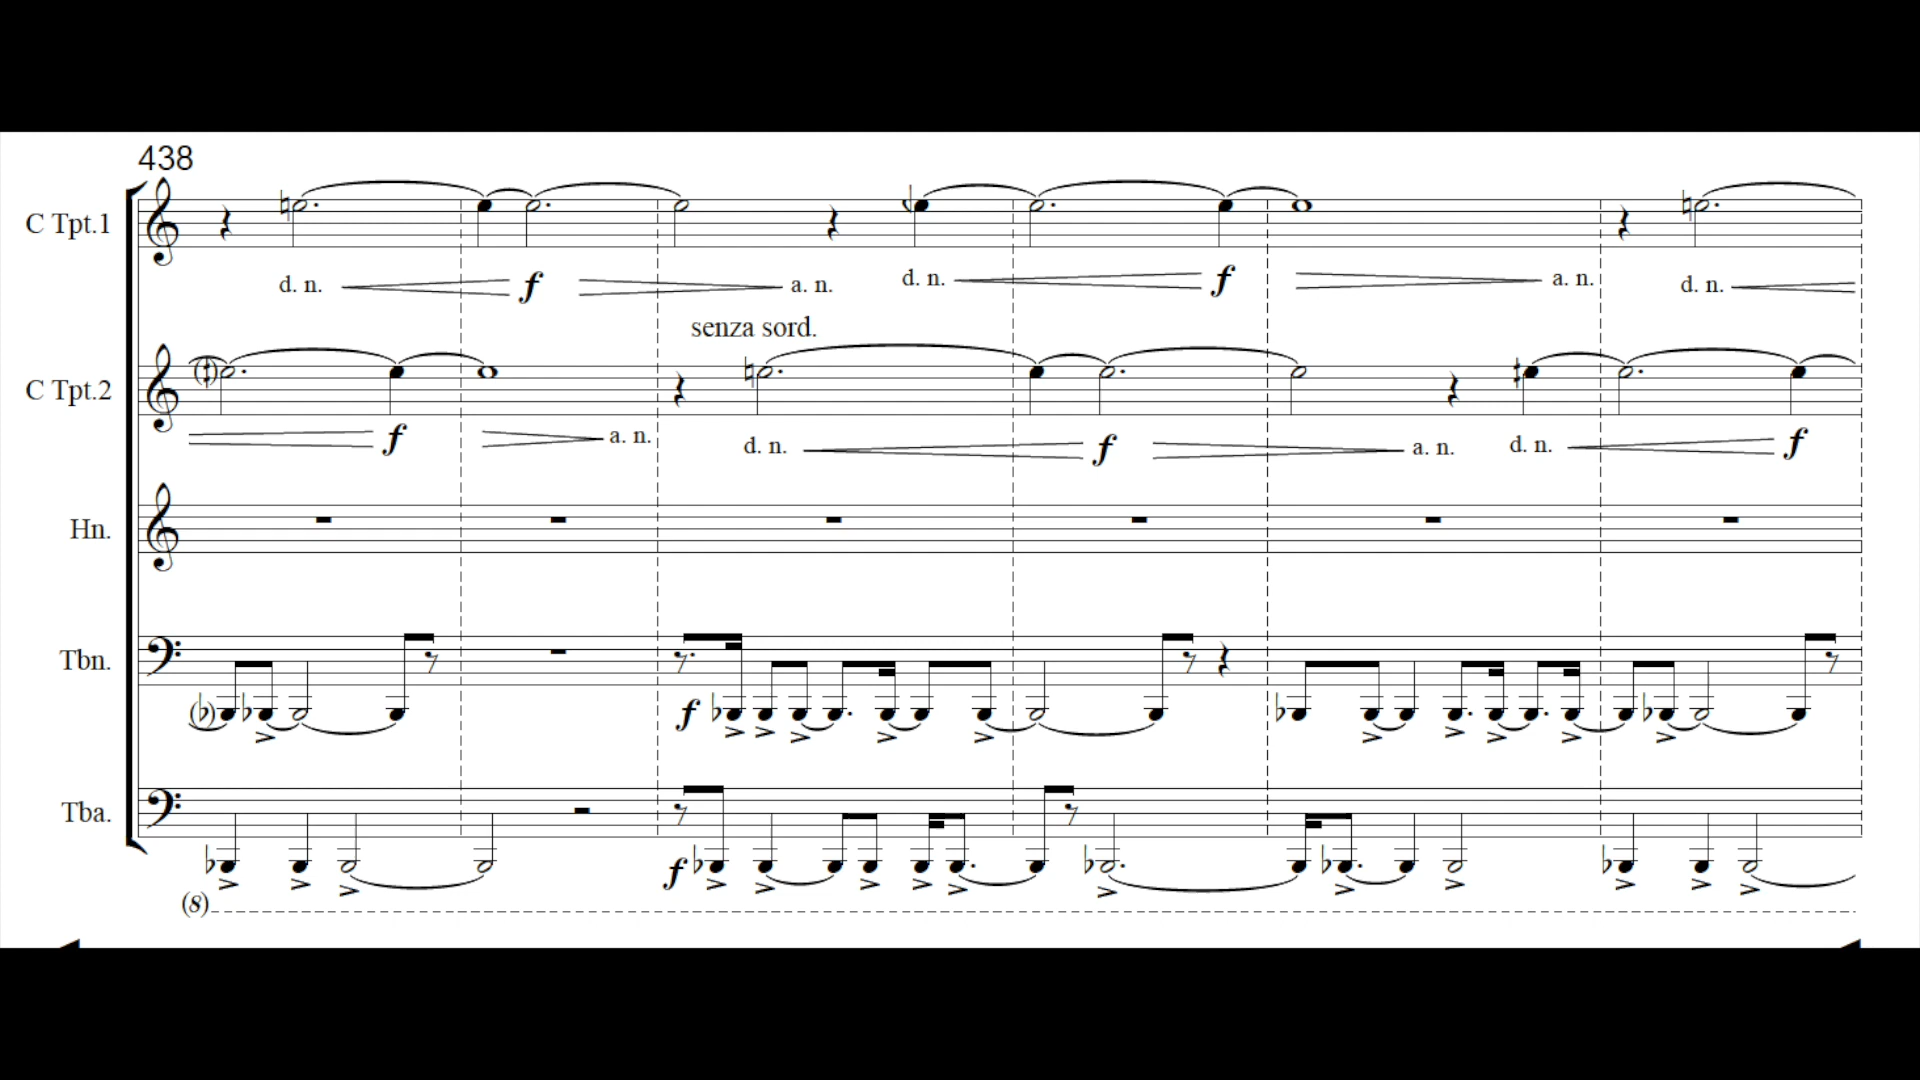 438
C Tpt.1
d. n. f a. n. d. n. f a. n. d. n.
senza sord.
C Tpt.2
f a. n. d. n. f a. n. d. n. f
Hn.
Tbn.
f
Tba.
f
(8)